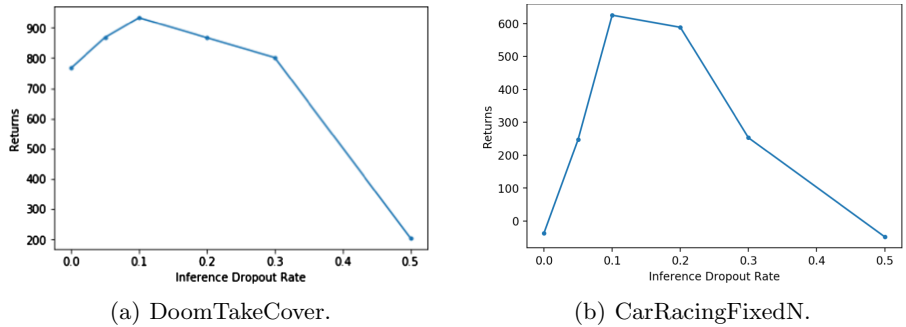 900
800
700
600
500
400
300
200
Returns
0.0 0.1 0.2 0.3 0.4 0.5
Inference Dropout Rate
(a) DoomTakeCover.
600
500
400
300
200
100
0
Returns
0.0 0.1 0.2 0.3 0.4 0.5
Inference Dropout Rate
(b) CarRacingFixedN.